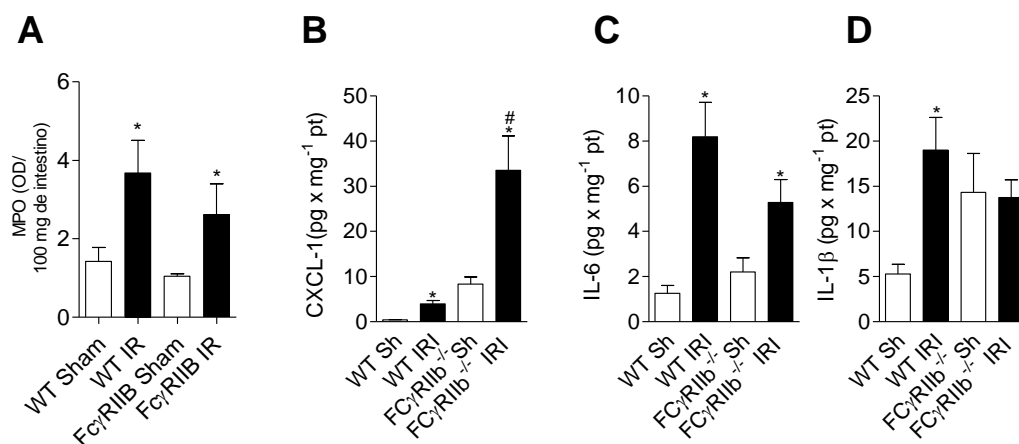 A
MPO (OD/
100 mg de intestino)
6
4
2
0
*
*
WT Sham
WT IR
FcγRIIB Sham
FcγRIIB IR
B
CXCL-1(pg x mg⁻¹ pt)
50
40
30
20
10
0
*
#
*
WT Sh
WT IRI
FCγRIIb⁻/⁻ Sh
FCγRIIb⁻/⁻ IRI
C
IL-6 (pg x mg⁻¹ pt)
10
8
6
4
2
0
*
*
WT Sh
WT IRI
FCγRIIb⁻/⁻ Sh
FCγRIIb⁻/⁻ IRI
D
IL-1β (pg x mg⁻¹ pt)
25
20
15
10
5
0
*
WT Sh
WT IRI
FCγRIIb⁻/⁻ Sh
FCγRIIb⁻/⁻ IRI